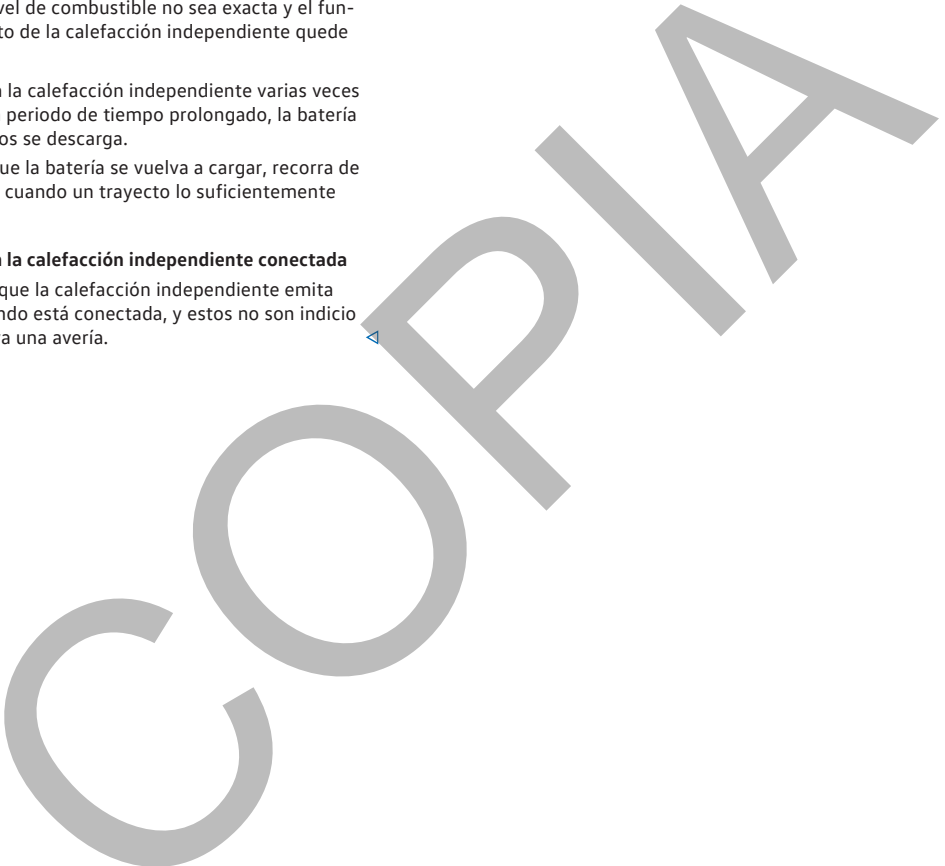 vel de combustible no sea exacta y el fun-
to de la calefacción independiente quede
la calefacción independiente varias veces
periodo de tiempo prolongado, la batería
os se descarga.
ue la batería se vuelva a cargar, recorra de
cuando un trayecto lo suficientemente
la calefacción independiente conectada
que la calefacción independiente emita
ndo está conectada, y estos no son indicio
a una avería.
COPIA